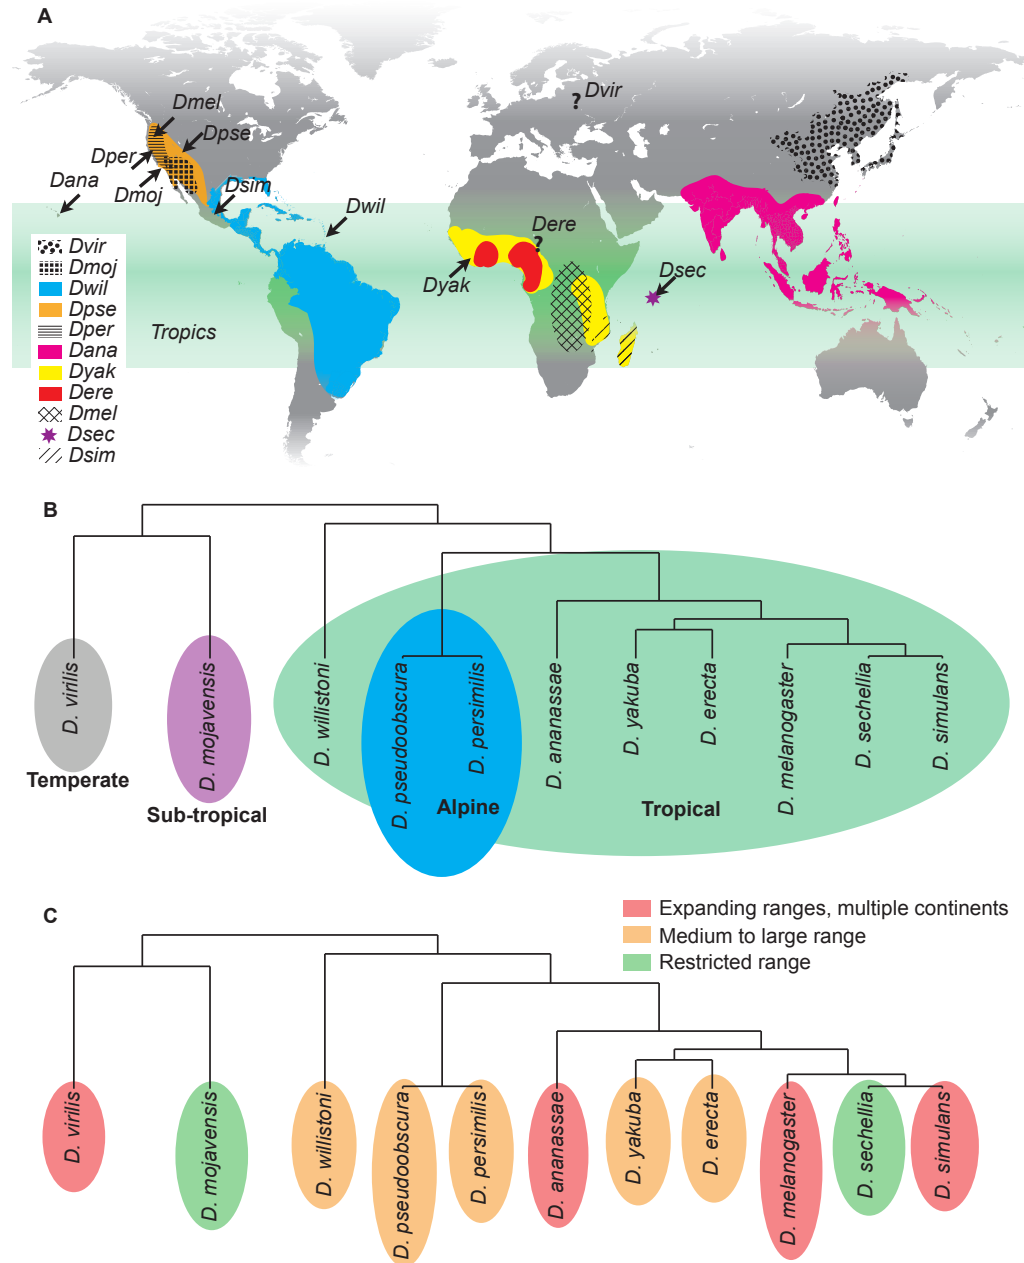 A
Dmel
Dpse
Dper
Dana
Dmoj
Dsim
Dwil
? Dvir
Dere
?
Dyak
Dsec
Tropics
Dvir
Dmoj
Dwil
Dpse
Dper
Dana
Dyak
Dere
Dmel
Dsec
Dsim
B
D. virilis
D. mojavensis
D. willistoni
D. pseudoobscura
D. persimilis
D. ananassae
D. yakuba
D. erecta
D. melanogaster
D. sechellia
D. simulans
Temperate
Sub-tropical
Alpine
Tropical
C
Expanding ranges, multiple continents
Medium to large range
Restricted range
D. virilis
D. mojavensis
D. willistoni
D. pseudoobscura
D. persimilis
D. ananassae
D. yakuba
D. erecta
D. melanogaster
D. sechellia
D. simulans